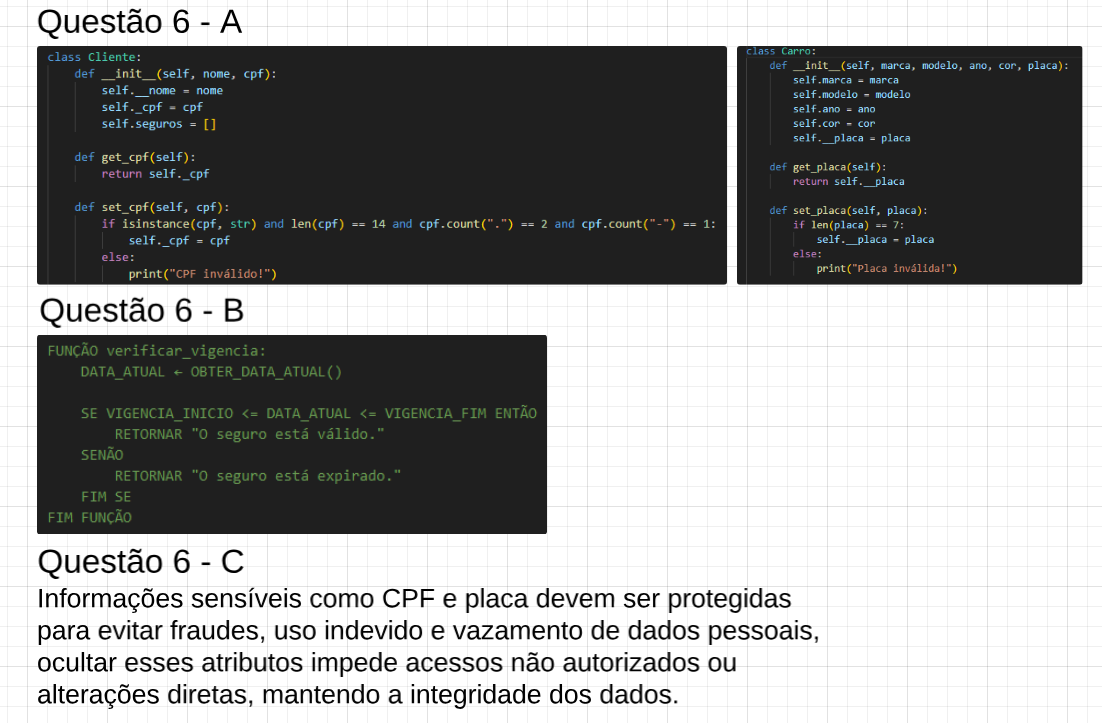 Questão 6 - A
class Cliente:
    def __init__(self, nome, cpf):
        self.__nome = nome
        self._cpf = cpf
        self.seguros = []
    def get_cpf(self):
        return self._cpf
    def set_cpf(self, cpf):
        if isinstance(cpf, str) and len(cpf) == 14 and cpf.count(".") == 2 and cpf.count("-") == 1:
            self._cpf = cpf
        else:
            print("CPF inválido!")
class Carro:
    def __init__(self, marca, modelo, ano, cor, placa):
        self.marca = marca
        self.modelo = modelo
        self.ano = ano
        self.cor = cor
        self.__placa = placa
    def get_placa(self):
        return self.__placa
    def set_placa(self, placa):
        if len(placa) == 7:
            self.__placa = placa
        else:
            print("Placa inválida!")
Questão 6 - B
FUNÇÃO verificar_vigencia:
    DATA_ATUAL ← OBTER_DATA_ATUAL()
    SE VIGENCIA_INICIO <= DATA_ATUAL <= VIGENCIA_FIM ENTÃO
        RETORNAR "O seguro está válido."
    SENÃO
        RETORNAR "O seguro está expirado."
    FIM SE
FIM FUNÇÃO
Questão 6 - C
Informações sensíveis como CPF e placa devem ser protegidas
para evitar fraudes, uso indevido e vazamento de dados pessoais,
ocultar esses atributos impede acessos não autorizados ou
alterações diretas, mantendo a integridade dos dados.